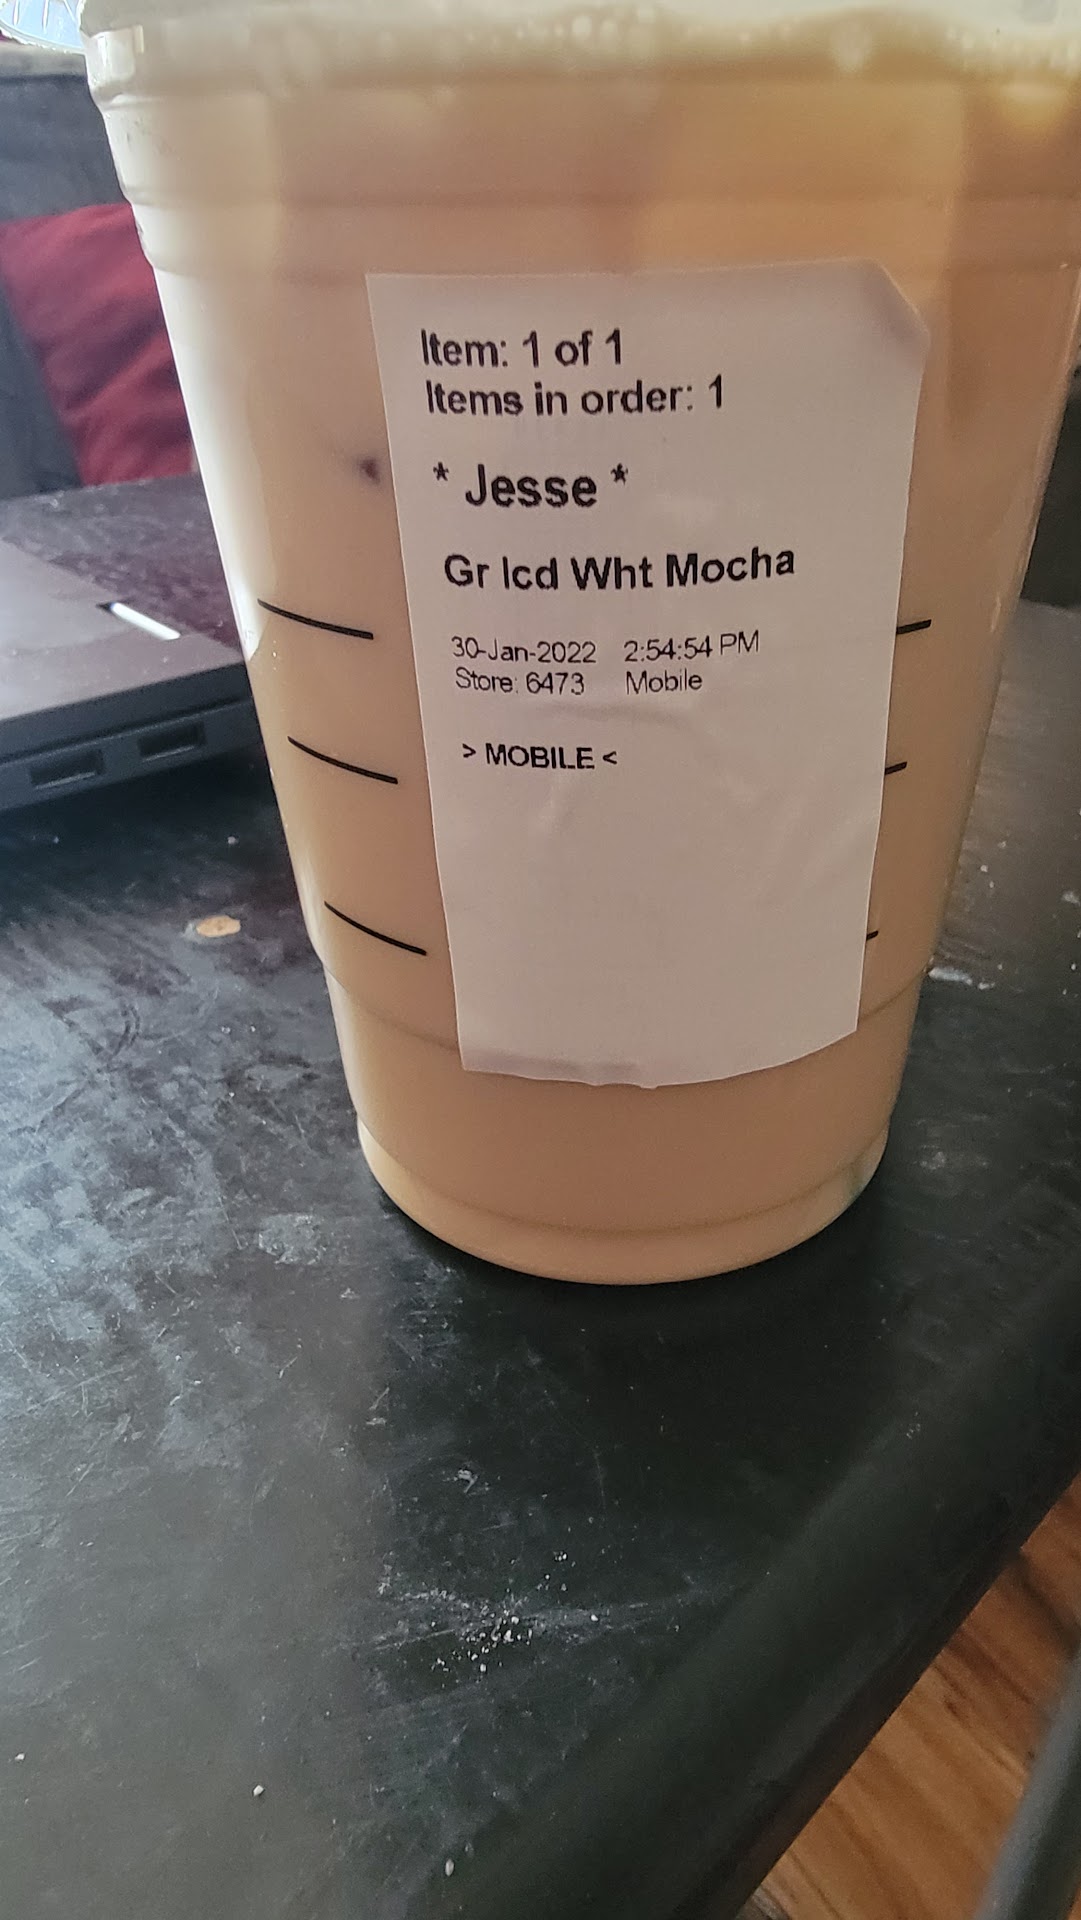 Item: 1 of 1
Items in order: 1
* Jesse *
Gr Icd Wht Mocha
30-Jan-2022 2:54:54 PM
Store: 6473 Mobile
> MOBILE <